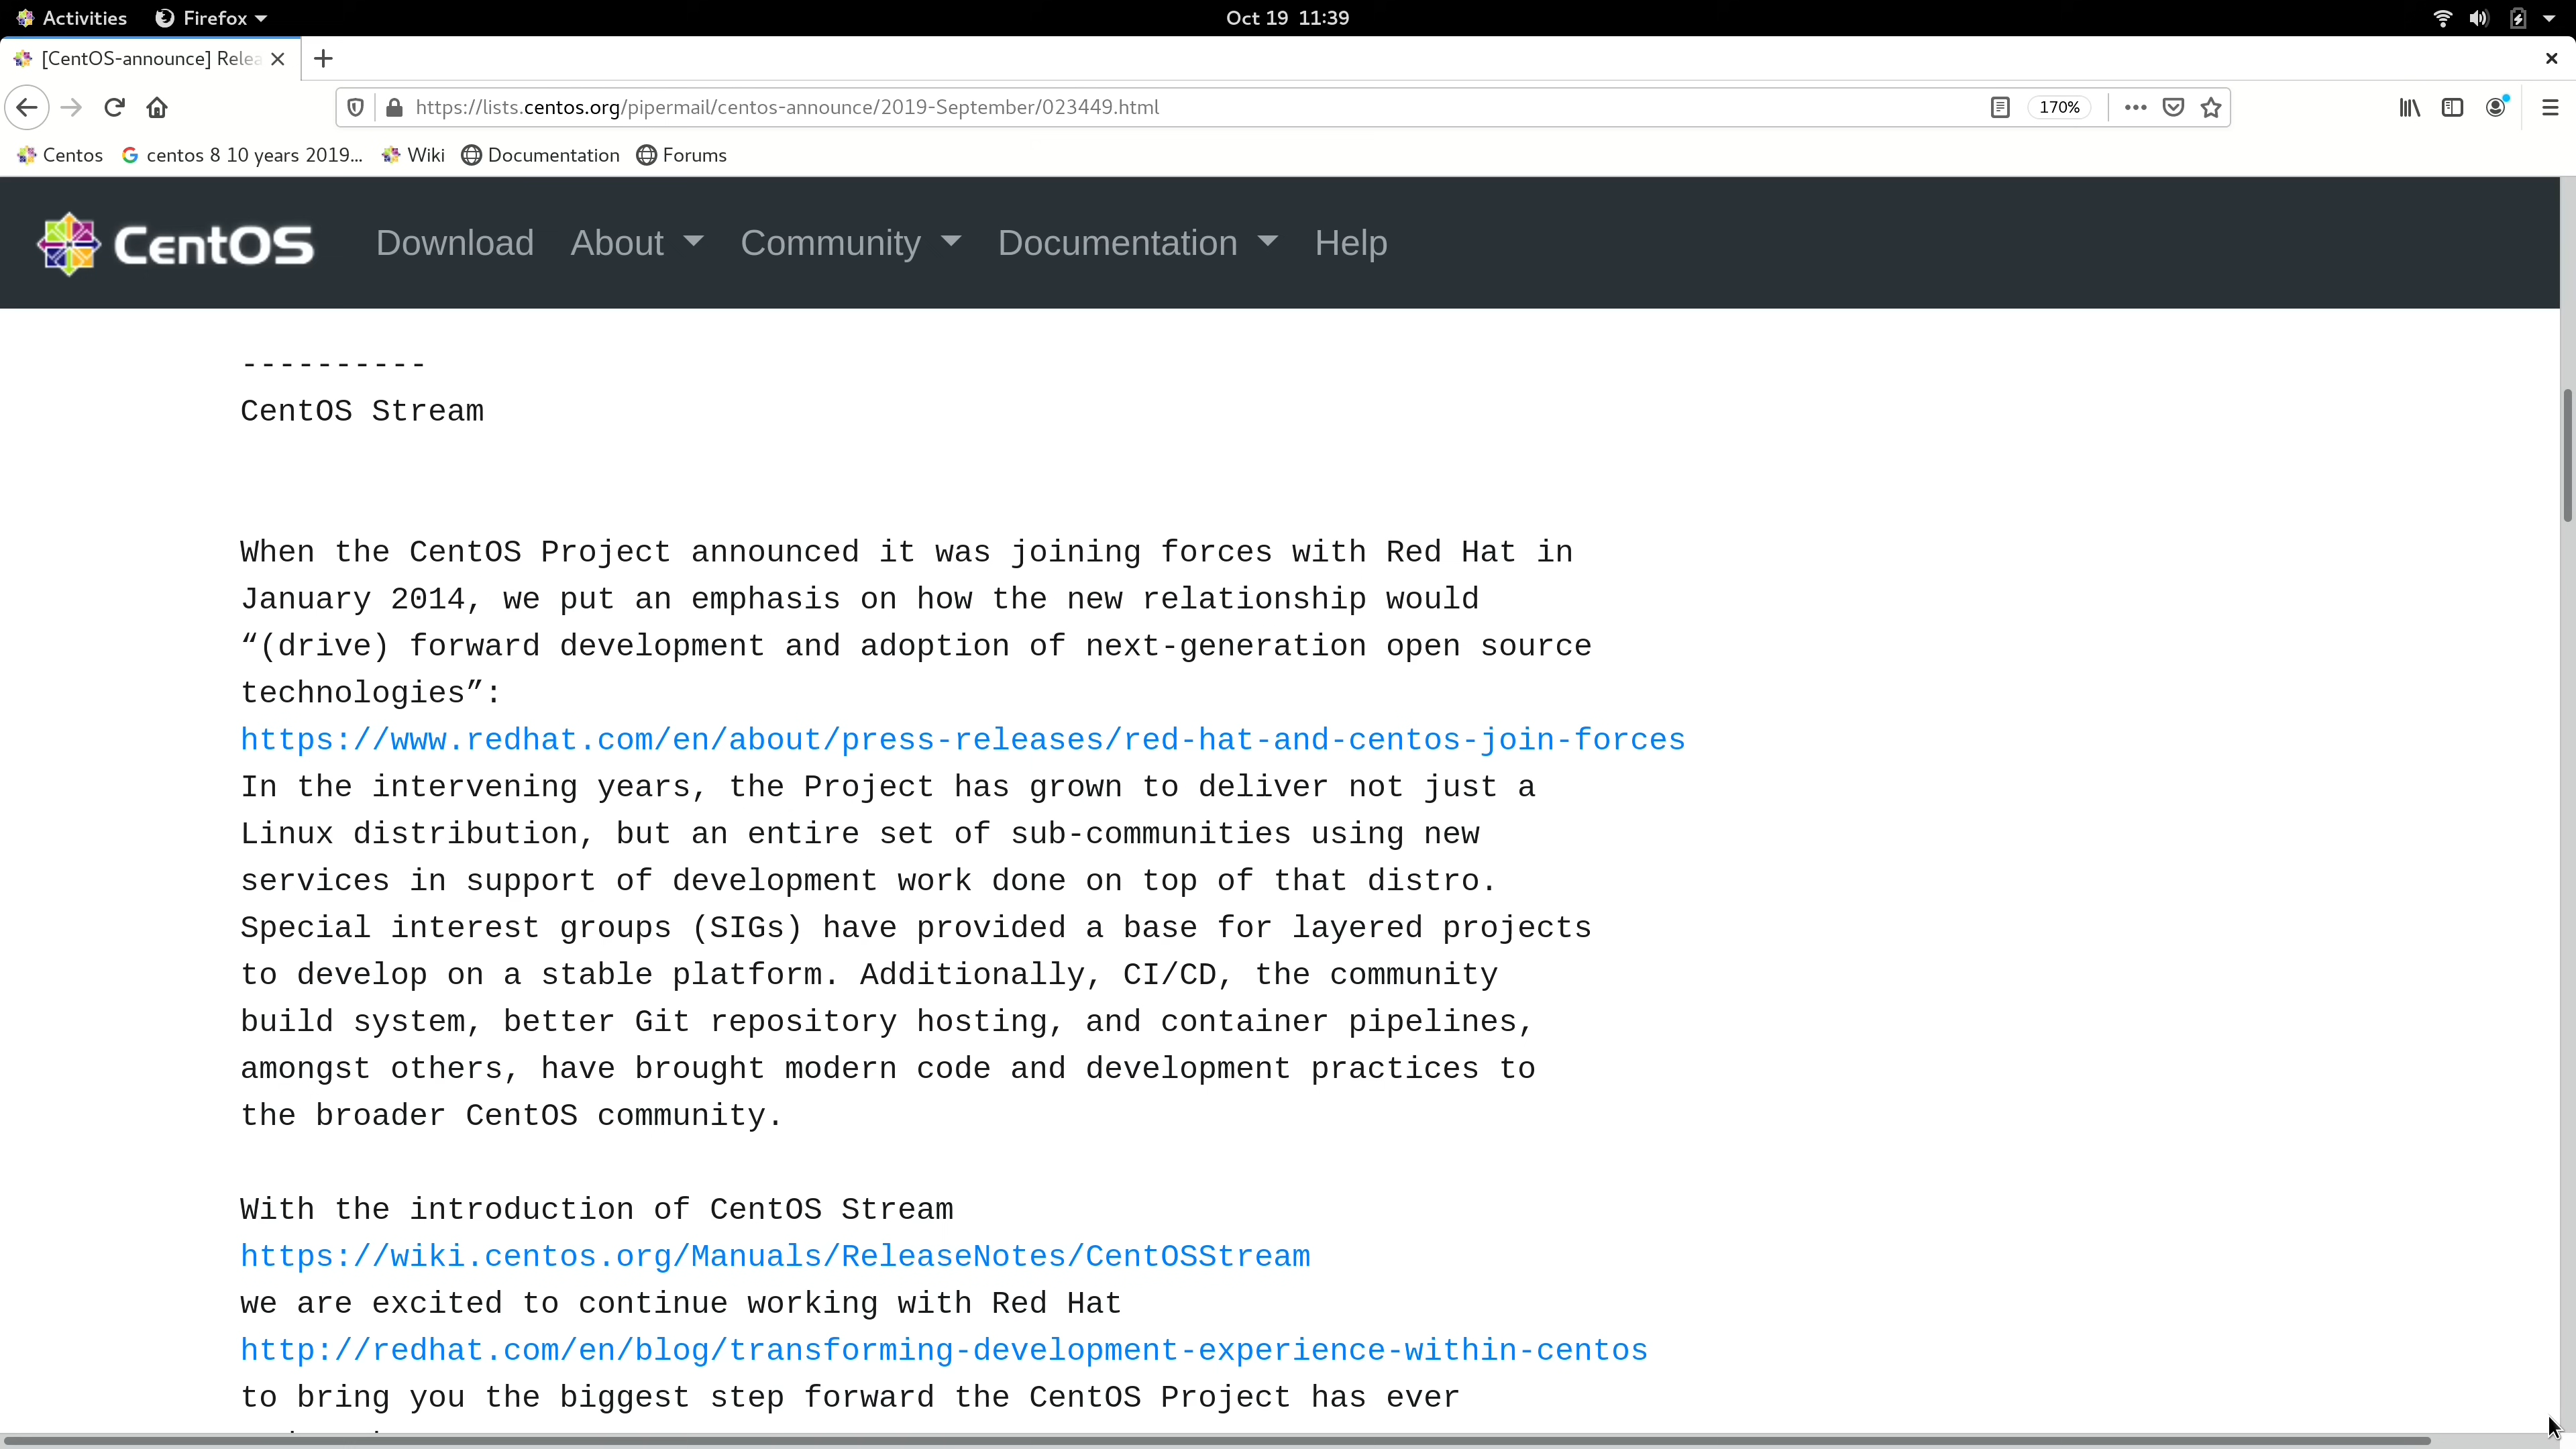 Activities Firefox Oct 19 11:39
[CentOS-announce] Relea
https://lists.centos.org/pipermail/centos-announce/2019-September/023449.html 170%
Centos centos 8 10 years 2019... Wiki Documentation Forums
CentOS Download About Community Documentation Help
----------
CentOS Stream
When the CentOS Project announced it was joining forces with Red Hat in
January 2014, we put an emphasis on how the new relationship would
“(drive) forward development and adoption of next-generation open source
technologies”:
https://www.redhat.com/en/about/press-releases/red-hat-and-centos-join-forces
In the intervening years, the Project has grown to deliver not just a
Linux distribution, but an entire set of sub-communities using new
services in support of development work done on top of that distro.
Special interest groups (SIGs) have provided a base for layered projects
to develop on a stable platform. Additionally, CI/CD, the community
build system, better Git repository hosting, and container pipelines,
amongst others, have brought modern code and development practices to
the broader CentOS community.
With the introduction of CentOS Stream
https://wiki.centos.org/Manuals/ReleaseNotes/CentOSStream
we are excited to continue working with Red Hat
http://redhat.com/en/blog/transforming-development-experience-within-centos
to bring you the biggest step forward the CentOS Project has ever